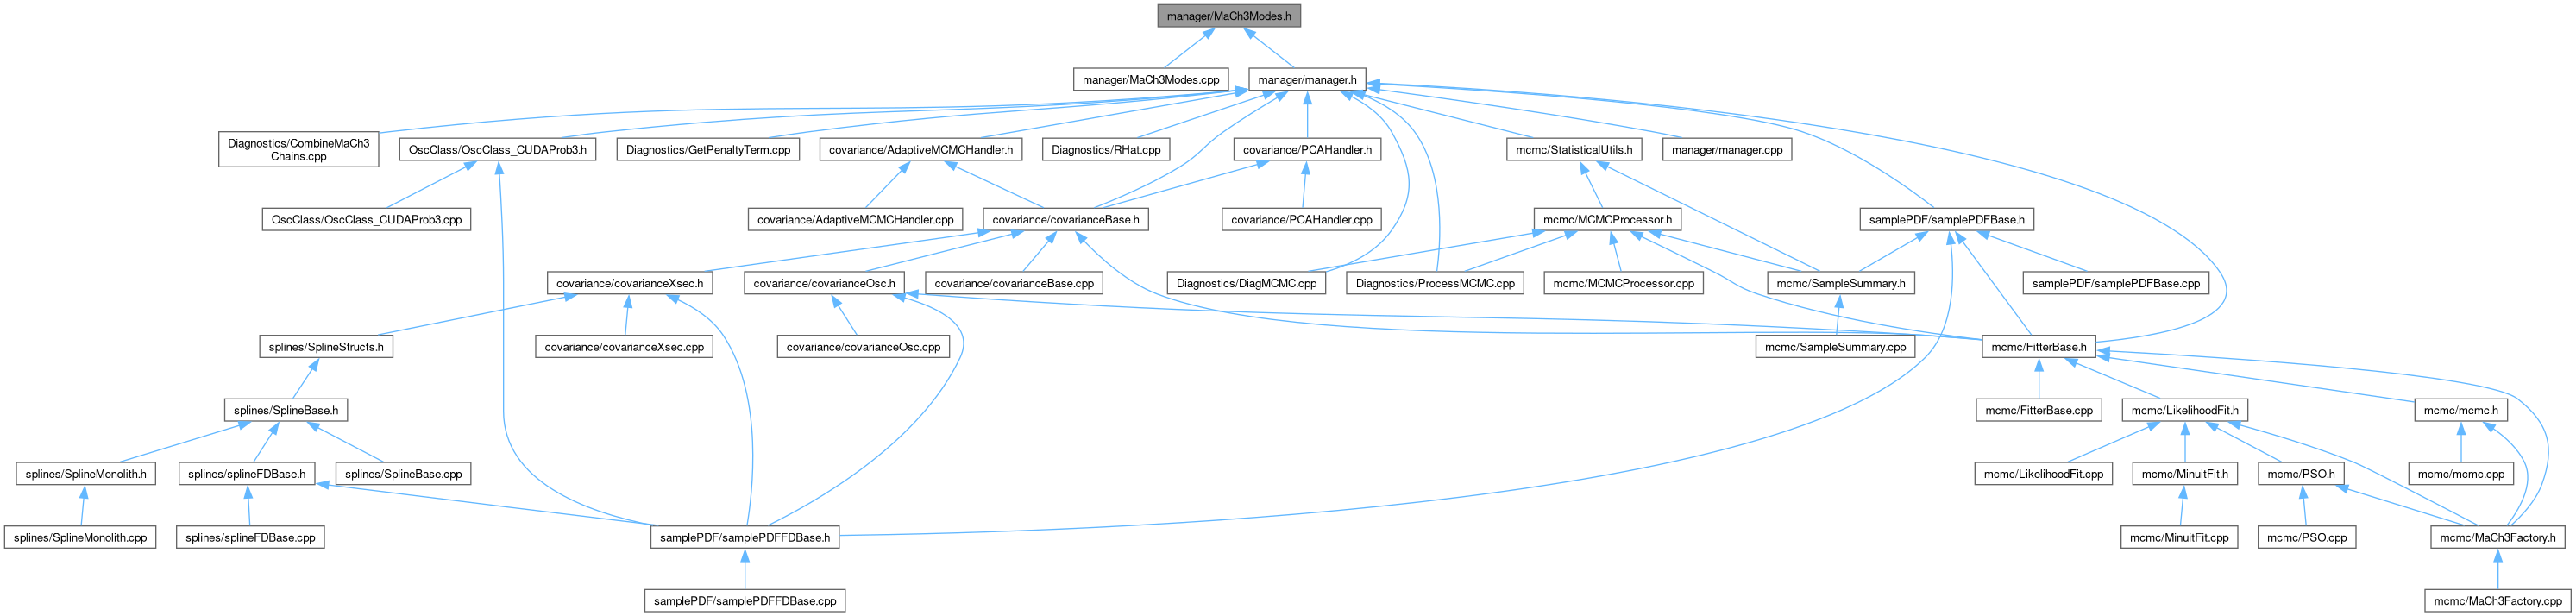 manager/MaCh3Modes.h
manager/MaCh3Modes.cpp
manager/manager.h
Diagnostics/CombineMaCh3
Chains.cpp
OscClass/OscClass_CUDAProb3.h
Diagnostics/GetPenaltyTerm.cpp
covariance/AdaptiveMCMCHandler.h
Diagnostics/RHat.cpp
covariance/PCAHandler.h
mcmc/StatisticalUtils.h
manager/manager.cpp
OscClass/OscClass_CUDAProb3.cpp
covariance/AdaptiveMCMCHandler.cpp
covariance/covarianceBase.h
covariance/PCAHandler.cpp
mcmc/MCMCProcessor.h
samplePDF/samplePDFBase.h
covariance/covarianceXsec.h
covariance/covarianceOsc.h
covariance/covarianceBase.cpp
Diagnostics/DiagMCMC.cpp
Diagnostics/ProcessMCMC.cpp
mcmc/MCMCProcessor.cpp
mcmc/SampleSummary.h
samplePDF/samplePDFBase.cpp
splines/SplineStructs.h
covariance/covarianceXsec.cpp
covariance/covarianceOsc.cpp
mcmc/SampleSummary.cpp
mcmc/FitterBase.h
splines/SplineBase.h
mcmc/FitterBase.cpp
mcmc/LikelihoodFit.h
mcmc/mcmc.h
splines/SplineMonolith.h
splines/splineFDBase.h
splines/SplineBase.cpp
mcmc/LikelihoodFit.cpp
mcmc/MinuitFit.h
mcmc/PSO.h
mcmc/mcmc.cpp
splines/SplineMonolith.cpp
splines/splineFDBase.cpp
samplePDF/samplePDFFDBase.h
mcmc/MinuitFit.cpp
mcmc/PSO.cpp
mcmc/MaCh3Factory.h
samplePDF/samplePDFFDBase.cpp
mcmc/MaCh3Factory.cpp